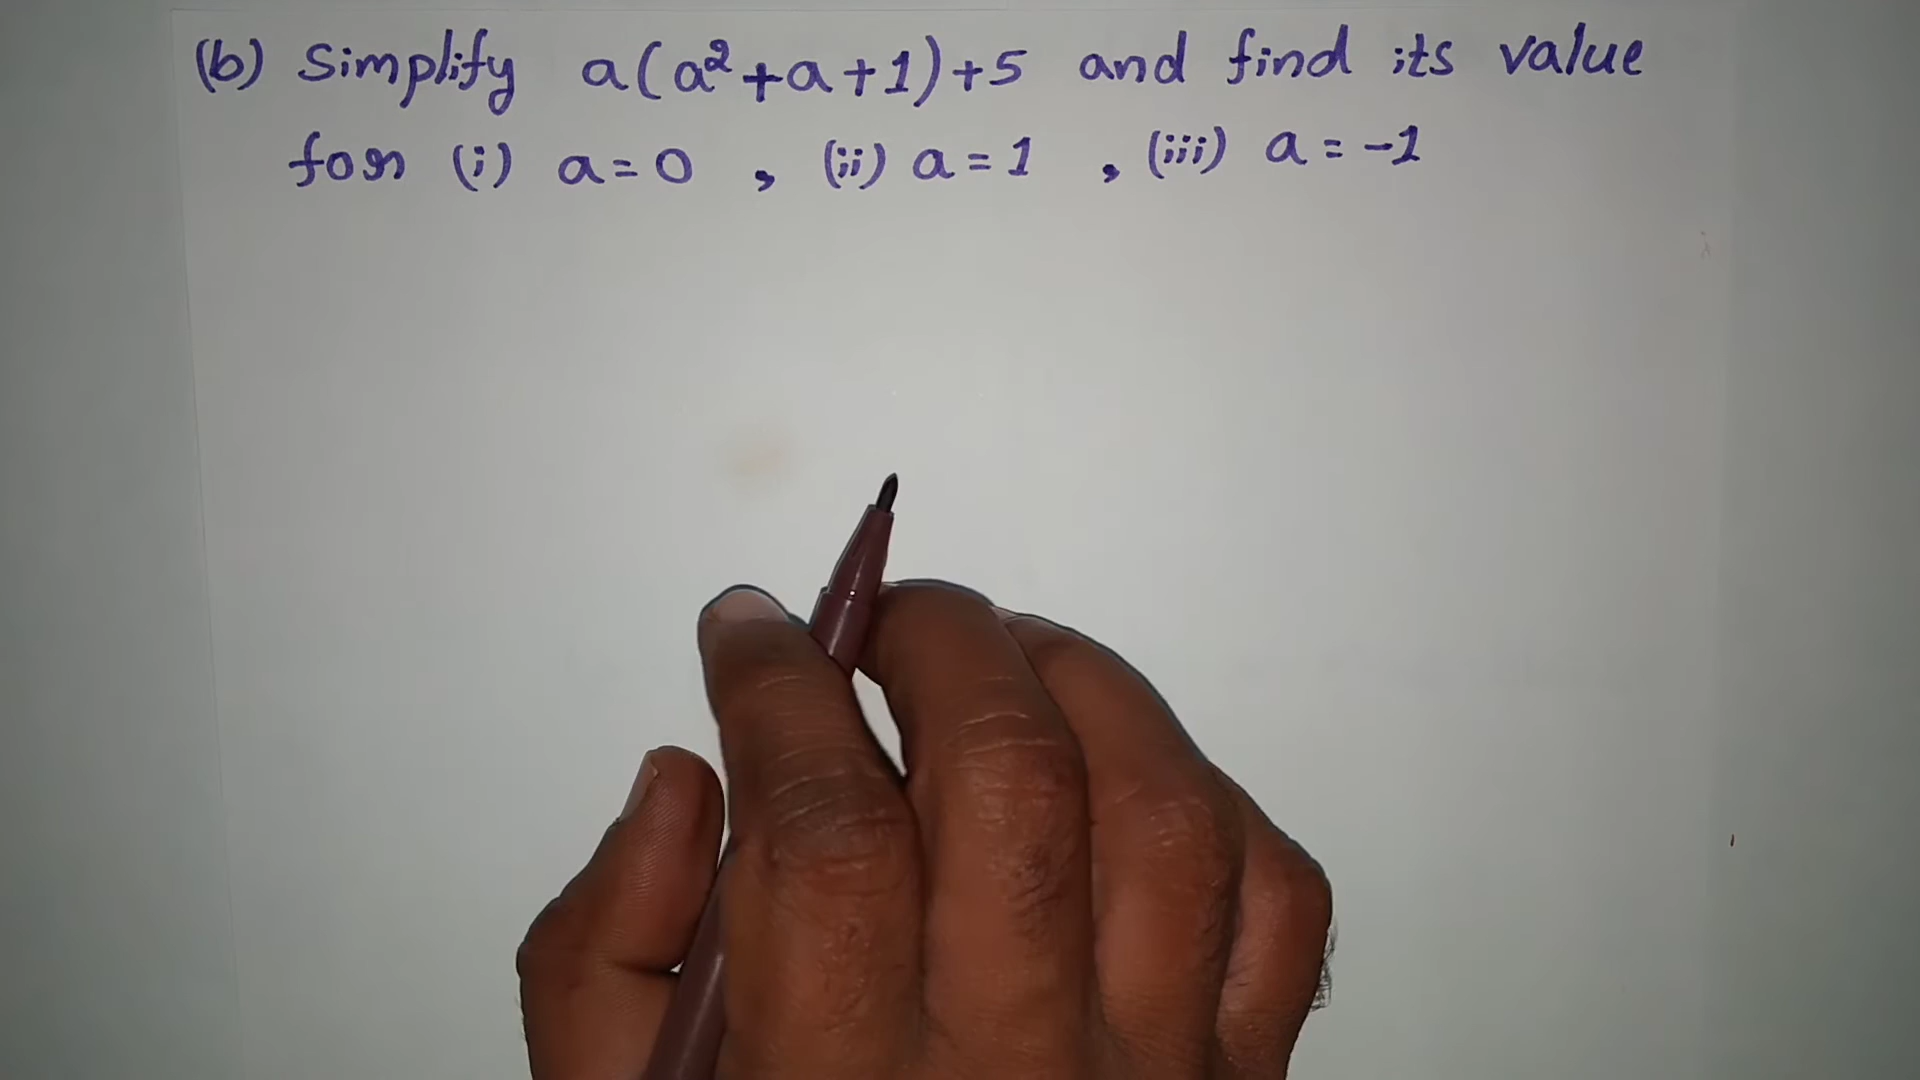 (b) Simplify a(a²+a+1)+5 and find its value
for (i) a=0 , (ii) a=1 , (iii) a=-1